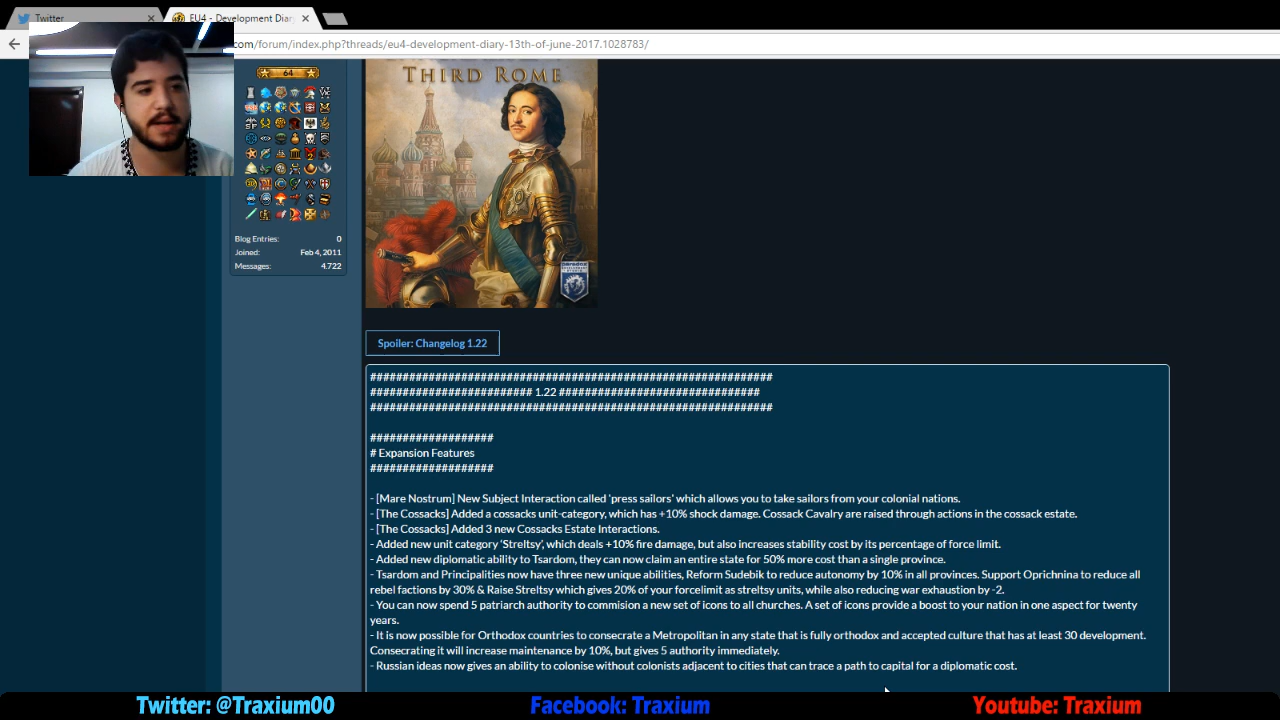 Twitter
EU4 - Development Diar
com/forum/index.php?threads/eu4-development-diary-13th-of-june-2017.1028783/
64
Blog Entries: 0
Joined: Feb 4, 2011
Messages: 4.722
THIRD ROME
Spoiler: Changelog 1.22
##############################################################
######################### 1.22 ###############################
##############################################################
###################
# Expansion Features
###################
- [Mare Nostrum] New Subject Interaction called 'press sailors' which allows you to take sailors from your colonial nations.
- [The Cossacks] Added a cossacks unit-category, which has +10% shock damage. Cossack Cavalry are raised through actions in the cossack estate.
- [The Cossacks] Added 3 new Cossacks Estate Interactions.
- Added new unit category ‘Streltsy’, which deals +10% fire damage, but also increases stability cost by its percentage of force limit.
- Added new diplomatic ability to Tsardom, they can now claim an entire state for 50% more cost than a single province.
- Tsardom and Principalities now have three new unique abilities, Reform Sudebik to reduce autonomy by 10% in all provinces. Support Oprichnina to reduce all
rebel factions by 30% & Raise Streltsy which gives 20% of your forcelimit as streltsy units, while also reducing war exhaustion by -2.
- You can now spend 5 patriarch authority to commision a new set of icons to all churches. A set of icons provide a boost to your nation in one aspect for twenty
years.
- It is now possible for Orthodox countries to consecrate a Metropolitan in any state that is fully orthodox and accepted culture that has at least 30 development.
Consecrating it will increase maintenance by 10%, but gives 5 authority immediately.
- Russian ideas now gives an ability to colonise without colonists adjacent to cities that can trace a path to capital for a diplomatic cost.
Twitter: @Traxium00
Facebook: Traxium
Youtube: Traxium